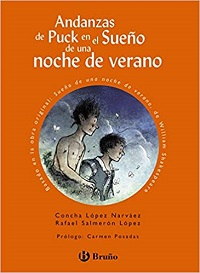 Andanzas
de Puck en el Sueño
de una
noche de verano
Basado en la obra original: Sueño de una noche de verano, de William Shakespeare
Concha López Narváez
Rafael Salmerón López
Prólogo: Carmen Posadas
Bruño